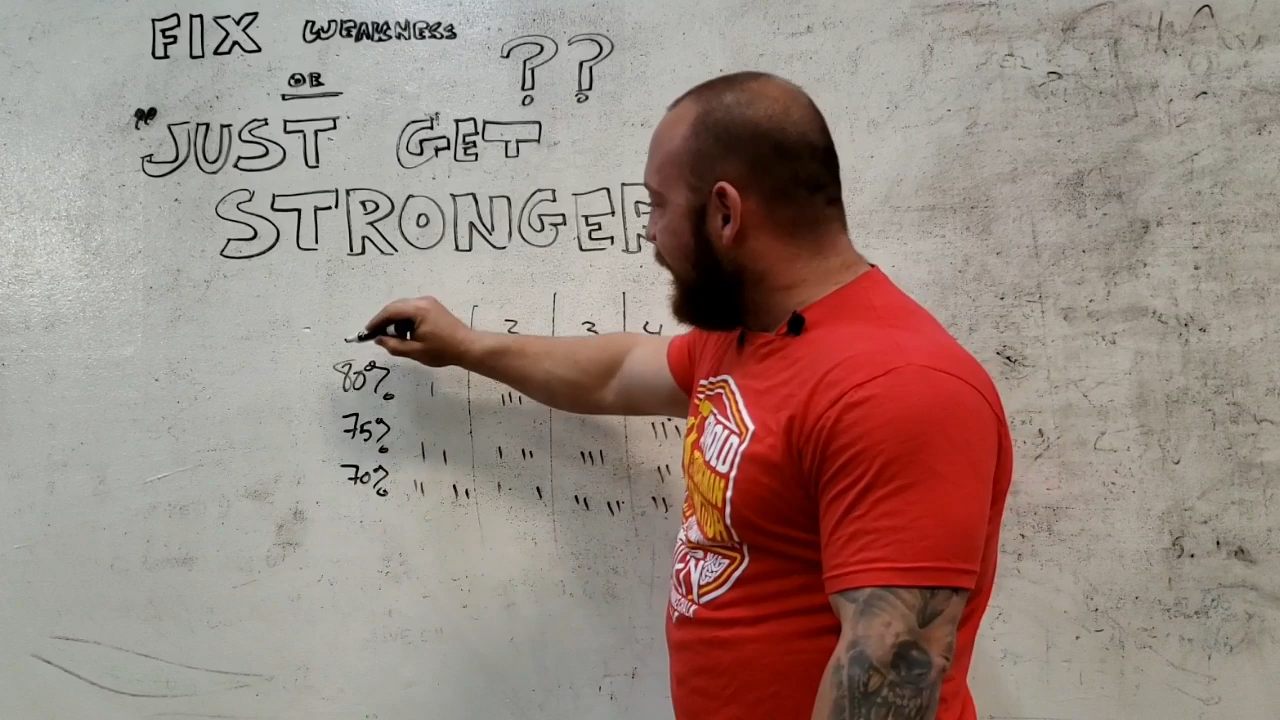 FIX WEAKNESS
OR ??
"JUST GET
STRONGER
2 3 4
80%
75%
70%